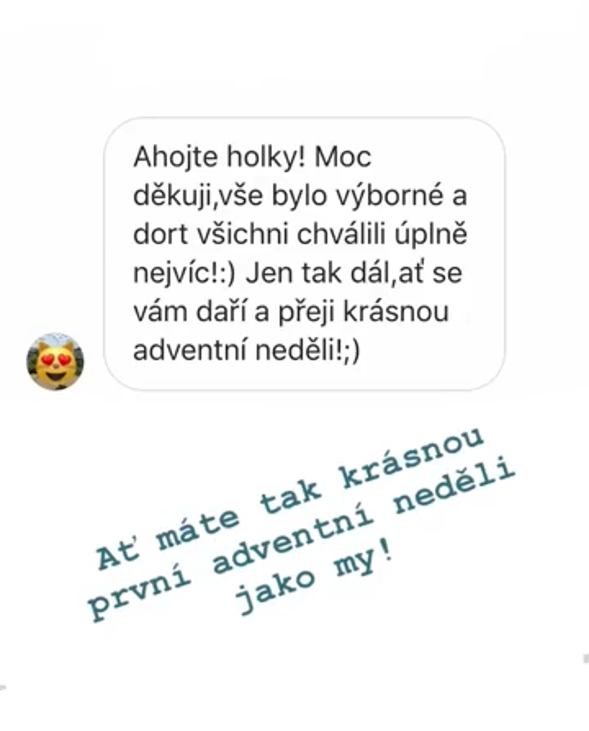 Ahojte holky! Moc
děkuji,vše bylo výborné a
dort všichni chválili úplně
nejvíc!:) Jen tak dál,ať se
vám daří a přeji krásnou
adventní neděli!;)
Ať máte tak krásnou
první adventní neděli
jako my!